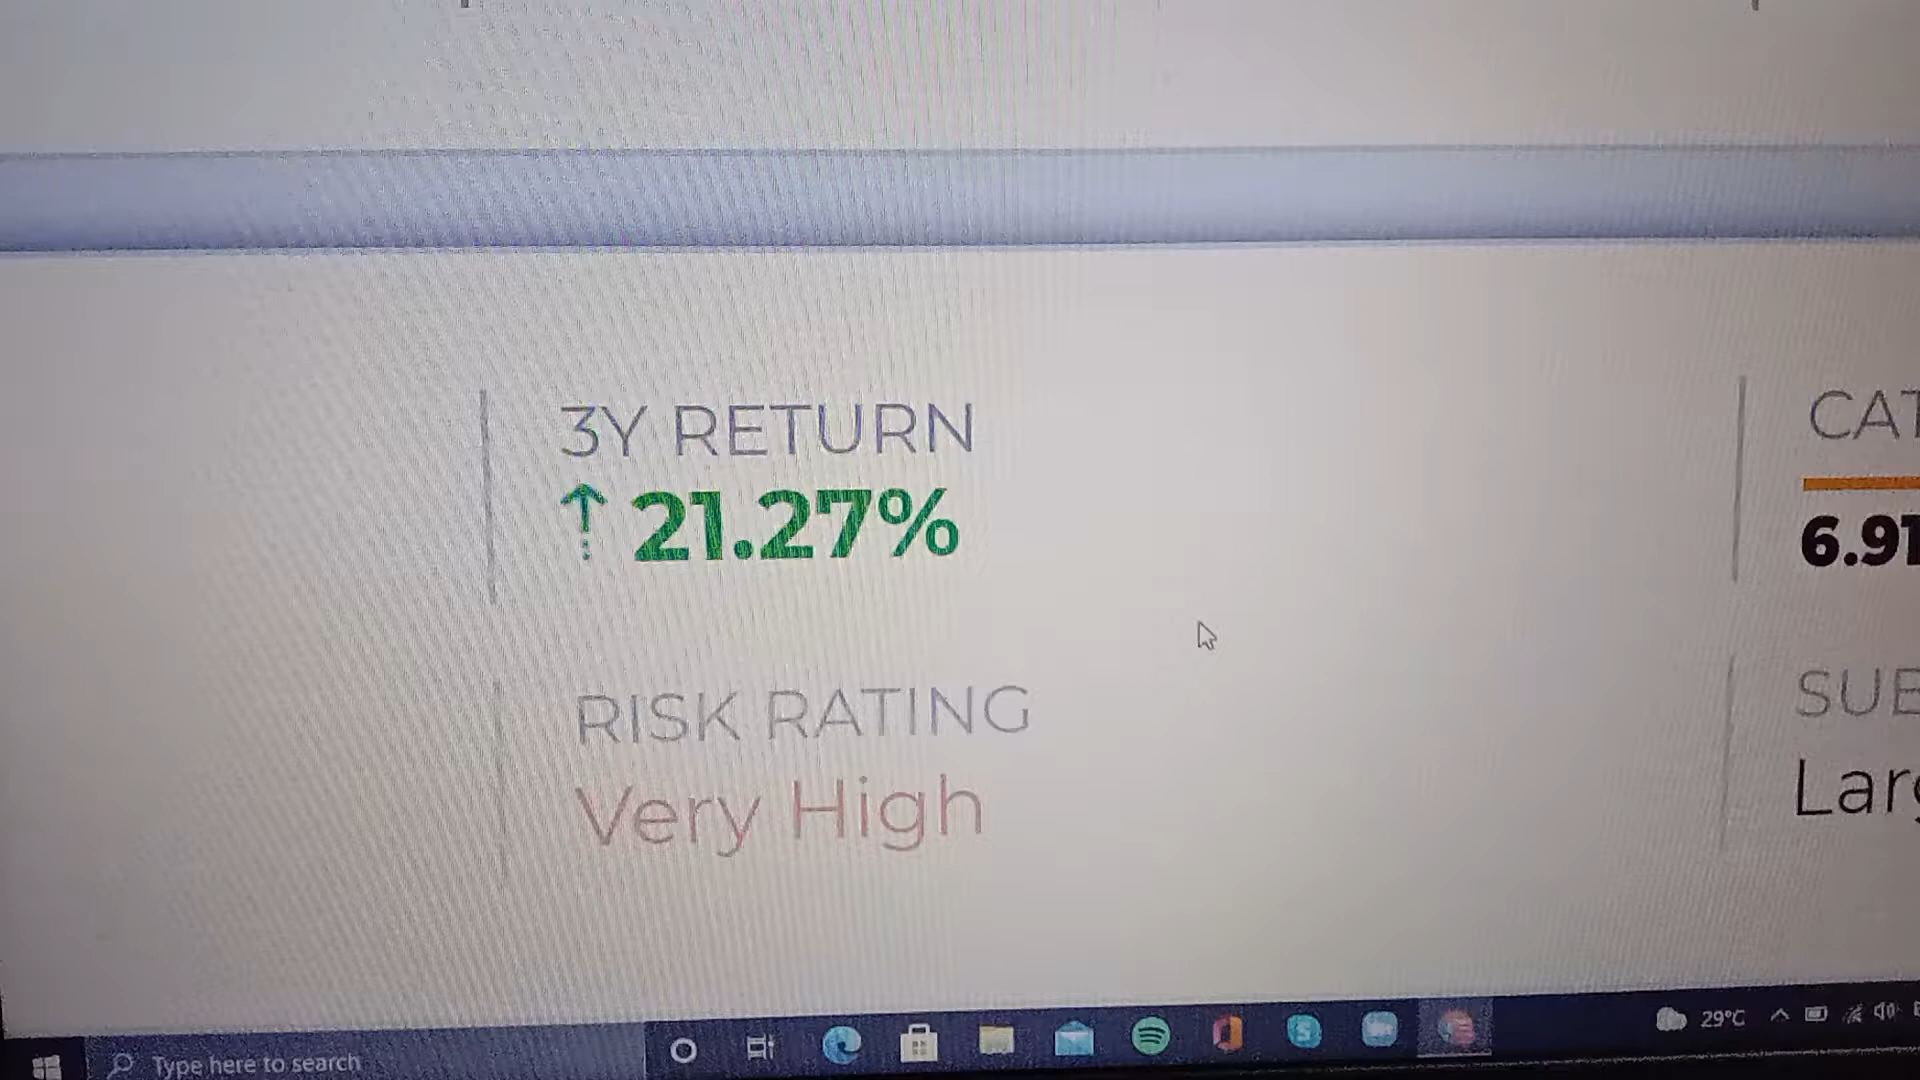 3Y RETURN
↑ 21.27%
RISK RATING
Very High
Type here to search
29°C